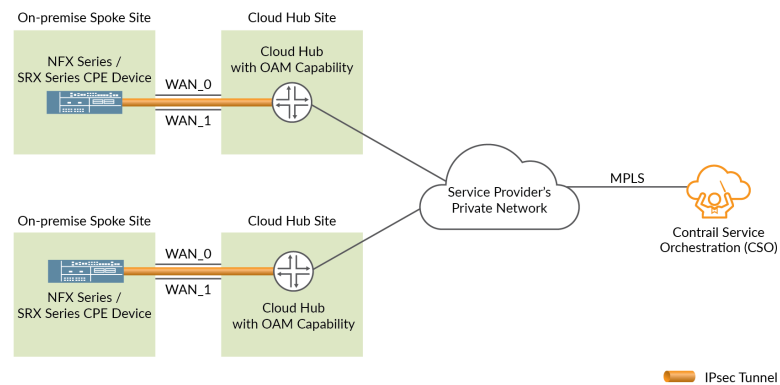 On-premise Spoke Site
Cloud Hub Site
NFX Series /
SRX Series CPE Device
WAN_0
WAN_1
Cloud Hub
with OAM Capability
Service Provider's
Private Network
MPLS
Contrail Service
Orchestration (CSO)
On-premise Spoke Site
Cloud Hub Site
WAN_0
WAN_1
NFX Series /
SRX Series CPE Device
Cloud Hub
with OAM Capability
IPsec Tunnel